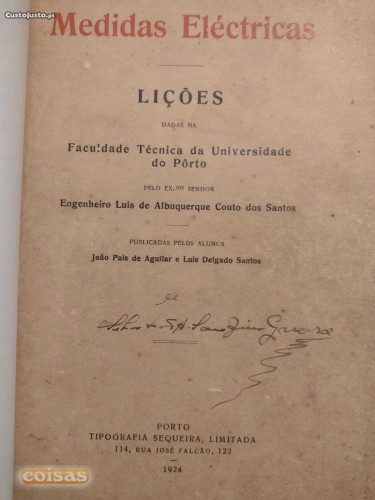 CustoJusto.pt
Medidas Eléctricas
LIÇÕES
DADAS NA
Faculdade Técnica da Universidade
do Pôrto
PELO EX.MO SENHOR
Engenheiro Luís de Albuquerque Couto dos Santos
PUBLICADAS PELOS ALUNOS
João Pais de Aguilar e Luís Delgado Santos
PORTO
TIPOGRAFIA SEQUEIRA, LIMITADA
114, RUA JOSÉ FALCÃO, 122
1924
coisas